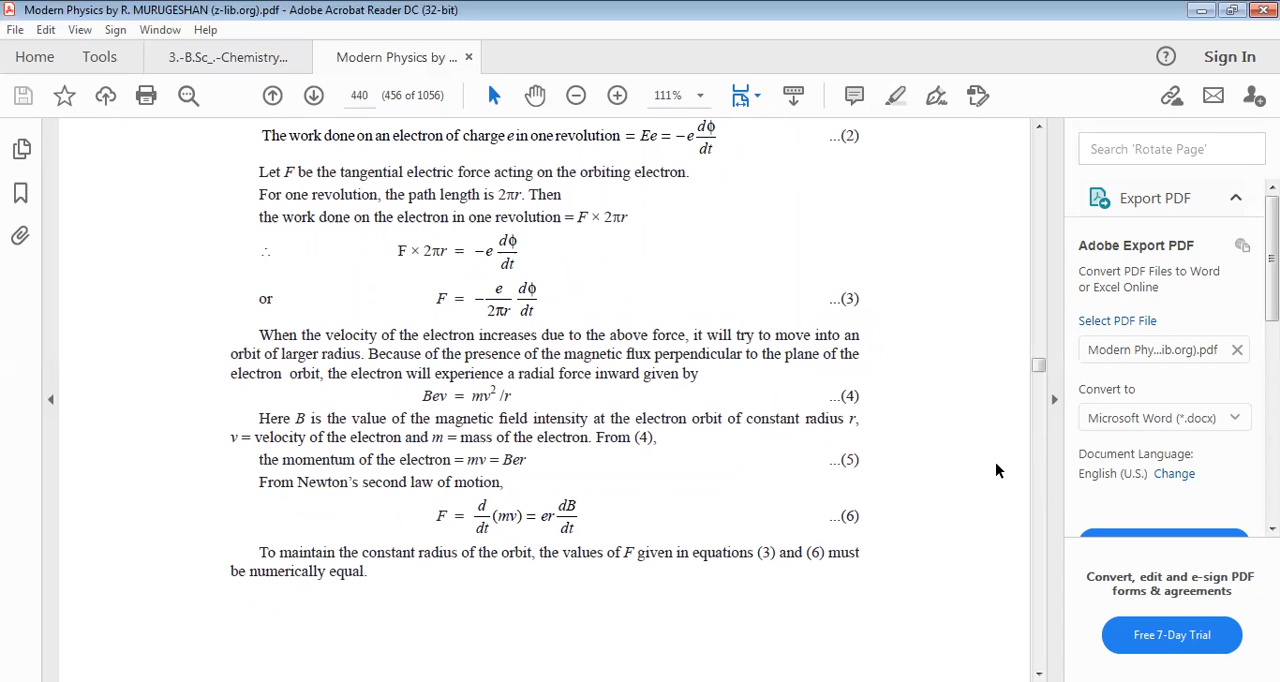 Modern Physics by R. MURUGESHAN (z-lib.org).pdf - Adobe Acrobat Reader DC (32-bit)
File Edit View Sign Window Help
Home Tools 3.-B.Sc_.-Chemistry... Modern Physics by ... × Sign In
440 (456 of 1056) 111%
The work done on an electron of charge e in one revolution = Ee = −e dϕ/dt ...(2)
Let F be the tangential electric force acting on the orbiting electron.
For one revolution, the path length is 2πr. Then
the work done on the electron in one revolution = F × 2πr
∴ F × 2πr = −e dϕ/dt
or F = −e/2πr dϕ/dt ...(3)
When the velocity of the electron increases due to the above force, it will try to move into an
orbit of larger radius. Because of the presence of the magnetic flux perpendicular to the plane of the
electron orbit, the electron will experience a radial force inward given by
Bev = mv² /r ...(4)
Here B is the value of the magnetic field intensity at the electron orbit of constant radius r,
v = velocity of the electron and m = mass of the electron. From (4),
the momentum of the electron = mv = Ber ...(5)
From Newton's second law of motion,
F = d/dt (mv) = er dB/dt ...(6)
To maintain the constant radius of the orbit, the values of F given in equations (3) and (6) must
be numerically equal.
Search 'Rotate Page'
Export PDF
Adobe Export PDF
Convert PDF Files to Word
or Excel Online
Select PDF File
Modern Phy...ib.org).pdf ×
Convert to
Microsoft Word (*.docx)
Document Language:
English (U.S.) Change
Convert, edit and e-sign PDF
forms & agreements
Free 7-Day Trial